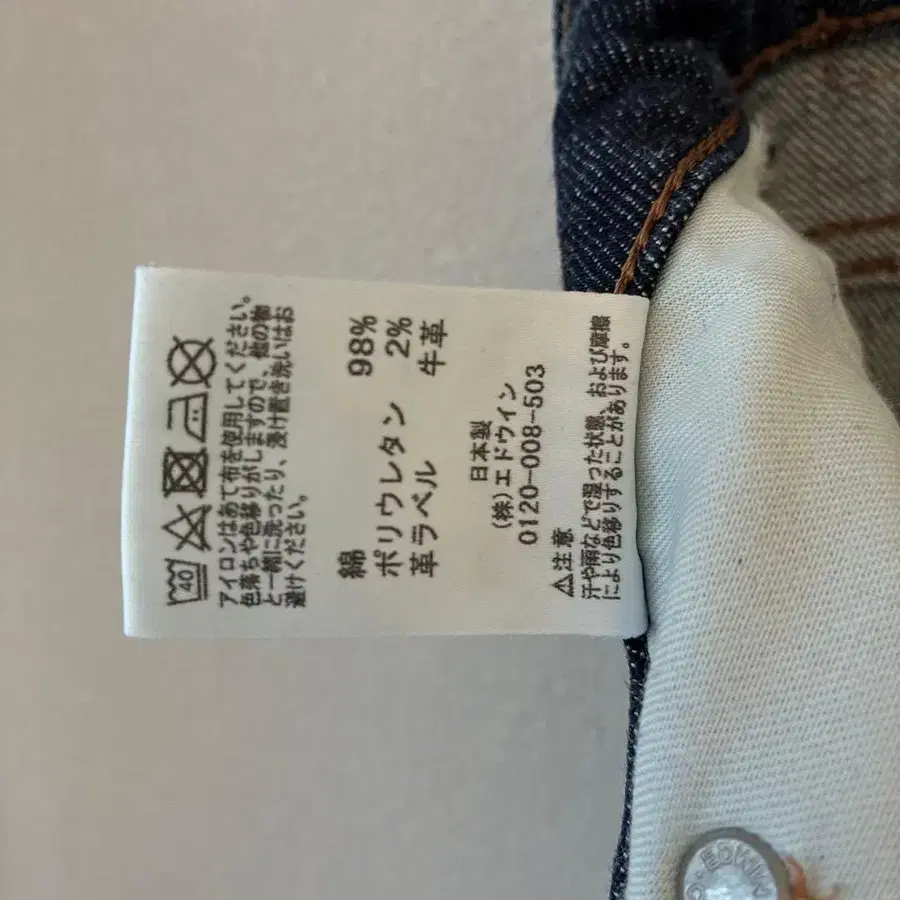 40
アイロンはあて布を使用してください。
色落ちや色移りがしますので、他の物
と一緒に洗ったり、浸け置き洗いはお
避けください。
綿 98%
ポリウレタン 2%
革ラベル 牛革
日本製
(株)エドウイン
0120-008-503
⚠注意
汗や雨などで湿った状態、および摩擦
により色移りすることがあります。
EDWIN